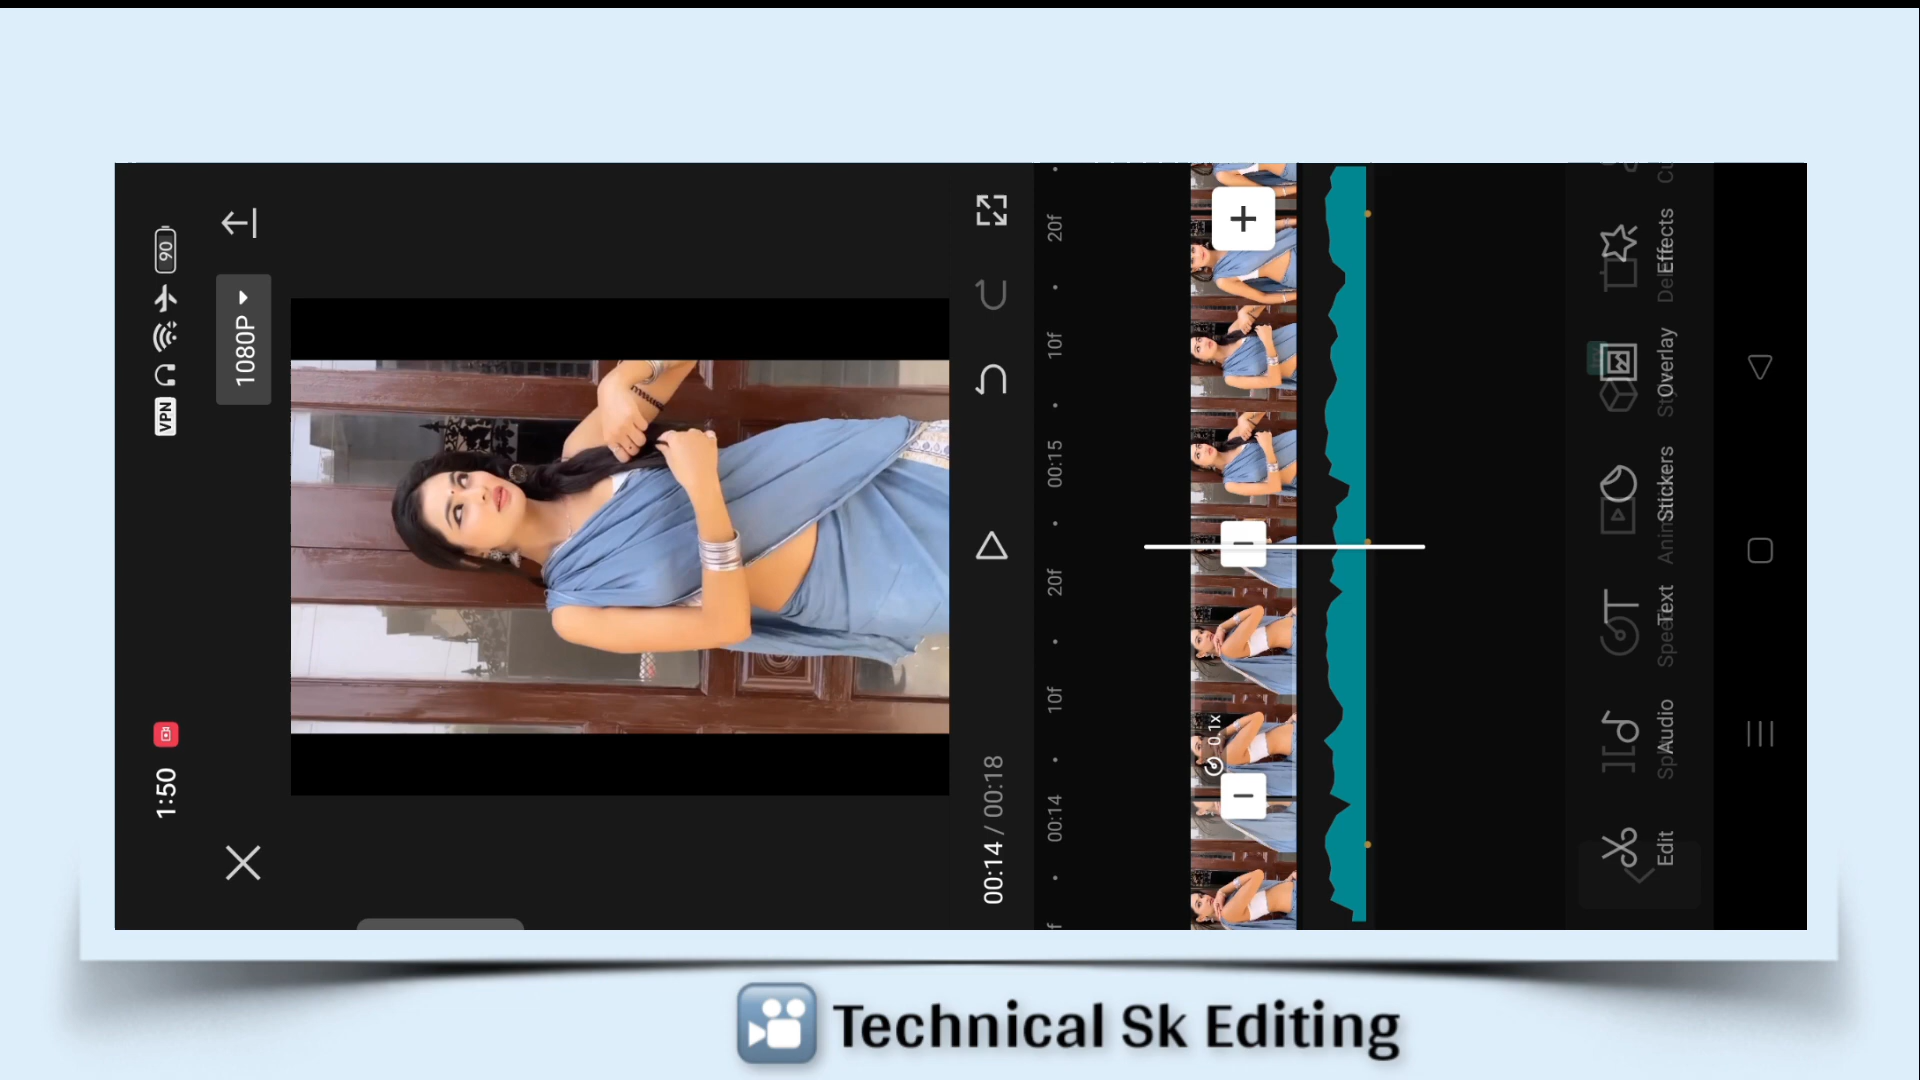 1:50
VPN
90
1080P
00:14 / 00:18
f
00:14
10f
20f
00:15
10f
20f
0.1x
Edit
Audio
Text
Stickers
Overlay
Effects
Technical Sk Editing